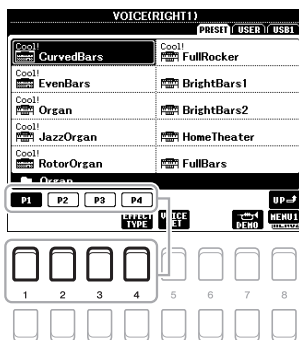 VOICE(RIGHT1)
PRESET USER USB1
Cool! CurvedBars
Cool! FullRocker
Cool! EvenBars
BrightBars1
Cool! Organ
BrightBars2
Cool! JazzOrgan
HomeTheater
Cool! RotorOrgan
FullBars
Organ
P1 P2 P3 P4 UP
EFFECT TYPE
DEMO MENU1
1 2 3 4 5 6 7 8